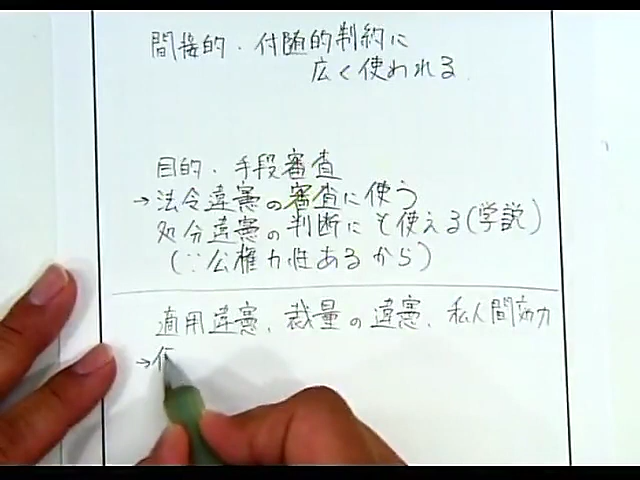 間接的・付随的制約に
広く使われる
目的・手段審査
→法令違憲の審査に使う
処分違憲の判断にも使える(学説)
(∵公権力性あるから)
適用違憲、裁量の違憲、私人間効力
→